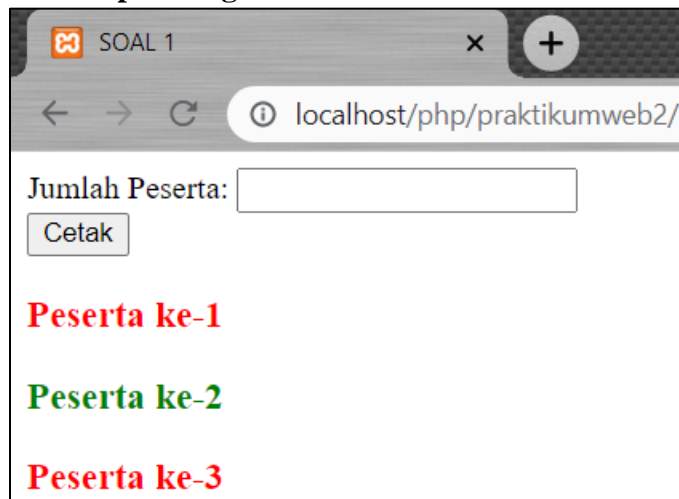 SOAL 1
localhost/php/praktikumweb2/
Jumlah Peserta:
Cetak
Peserta ke-1
Peserta ke-2
Peserta ke-3